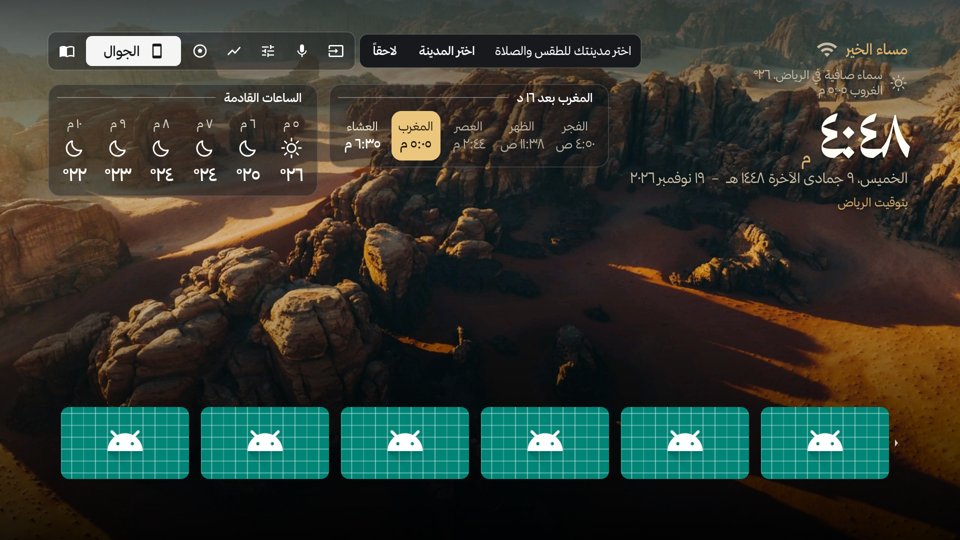 مساء الخير
سماء صافية في الرياض، ٢٦°
الغروب ٥:٠٥ م
٤:٤٨ م
الخميس، ٩ جمادى الآخرة ١٤٤٨ هـ – ١٩ نوفمبر ٢٠٢٦
بتوقيت الرياض
اختر مدينتك للطقس والصلاة اختر المدينة لاحقاً
الجوال
المغرب بعد ١٦ د
الفجر الظهر العصر المغرب العشاء
٤:٥٠ ص ١١:٣٨ ص ٢:٤٤ م ٥:٠٥ م ٦:٣٥ م
الساعات القادمة
٥ م ٦ م ٧ م ٨ م ٩ م ١٠ م
٢٦° ٢٥° ٢٤° ٢٤° ٢٣° ٢٢°